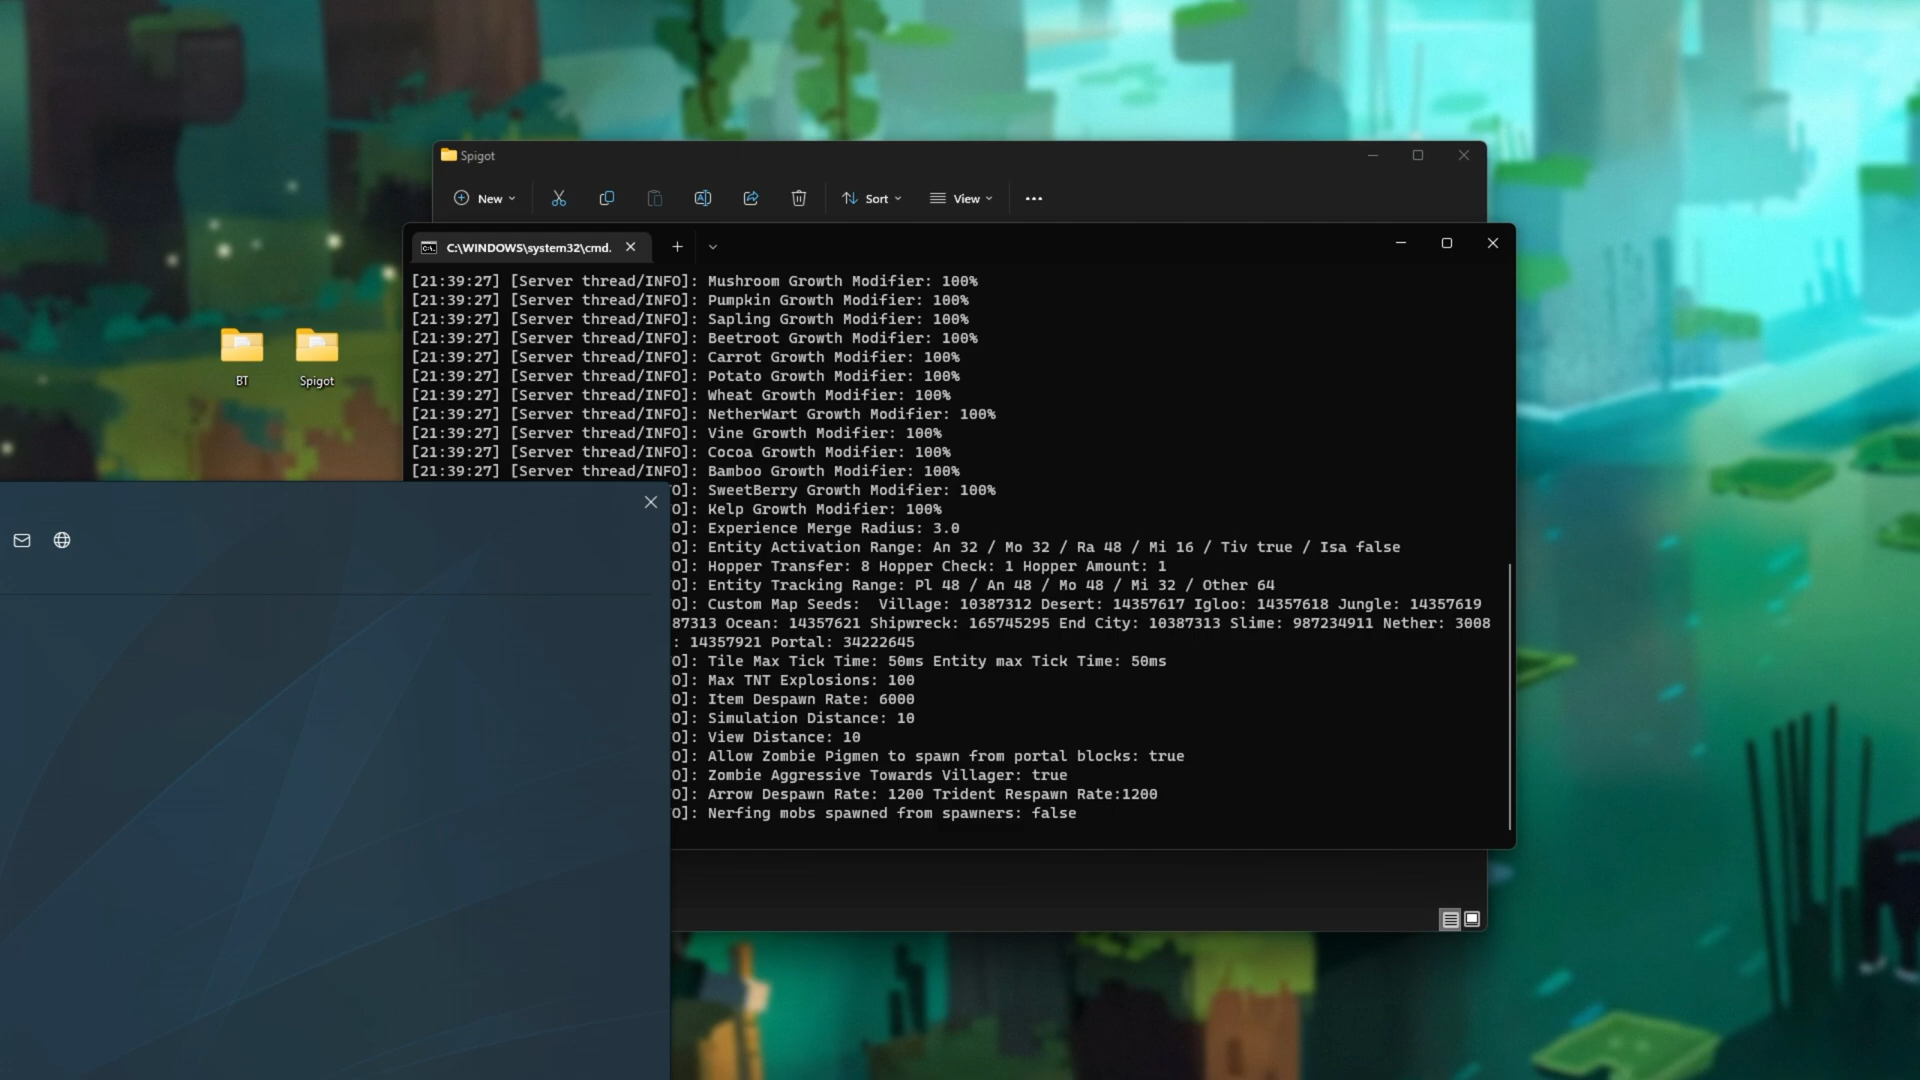 Spigot
New
Sort
View
C:\WINDOWS\system32\cmd.
[21:39:27] [Server thread/INFO]: Mushroom Growth Modifier: 100%
[21:39:27] [Server thread/INFO]: Pumpkin Growth Modifier: 100%
[21:39:27] [Server thread/INFO]: Sapling Growth Modifier: 100%
[21:39:27] [Server thread/INFO]: Beetroot Growth Modifier: 100%
[21:39:27] [Server thread/INFO]: Carrot Growth Modifier: 100%
[21:39:27] [Server thread/INFO]: Potato Growth Modifier: 100%
[21:39:27] [Server thread/INFO]: Wheat Growth Modifier: 100%
[21:39:27] [Server thread/INFO]: NetherWart Growth Modifier: 100%
[21:39:27] [Server thread/INFO]: Vine Growth Modifier: 100%
[21:39:27] [Server thread/INFO]: Cocoa Growth Modifier: 100%
[21:39:27] [Server thread/INFO]: Bamboo Growth Modifier: 100%
O]: SweetBerry Growth Modifier: 100%
O]: Kelp Growth Modifier: 100%
O]: Experience Merge Radius: 3.0
O]: Entity Activation Range: An 32 / Mo 32 / Ra 48 / Mi 16 / Tiv true / Isa false
O]: Hopper Transfer: 8 Hopper Check: 1 Hopper Amount: 1
O]: Entity Tracking Range: Pl 48 / An 48 / Mo 48 / Mi 32 / Other 64
O]: Custom Map Seeds:  Village: 10387312 Desert: 14357617 Igloo: 14357618 Jungle: 14357619
87313 Ocean: 14357621 Shipwreck: 165745295 End City: 10387313 Slime: 987234911 Nether: 3008
: 14357921 Portal: 34222645
O]: Tile Max Tick Time: 50ms Entity max Tick Time: 50ms
O]: Max TNT Explosions: 100
O]: Item Despawn Rate: 6000
O]: Simulation Distance: 10
O]: View Distance: 10
O]: Allow Zombie Pigmen to spawn from portal blocks: true
O]: Zombie Aggressive Towards Villager: true
O]: Arrow Despawn Rate: 1200 Trident Respawn Rate:1200
O]: Nerfing mobs spawned from spawners: false
BT
Spigot